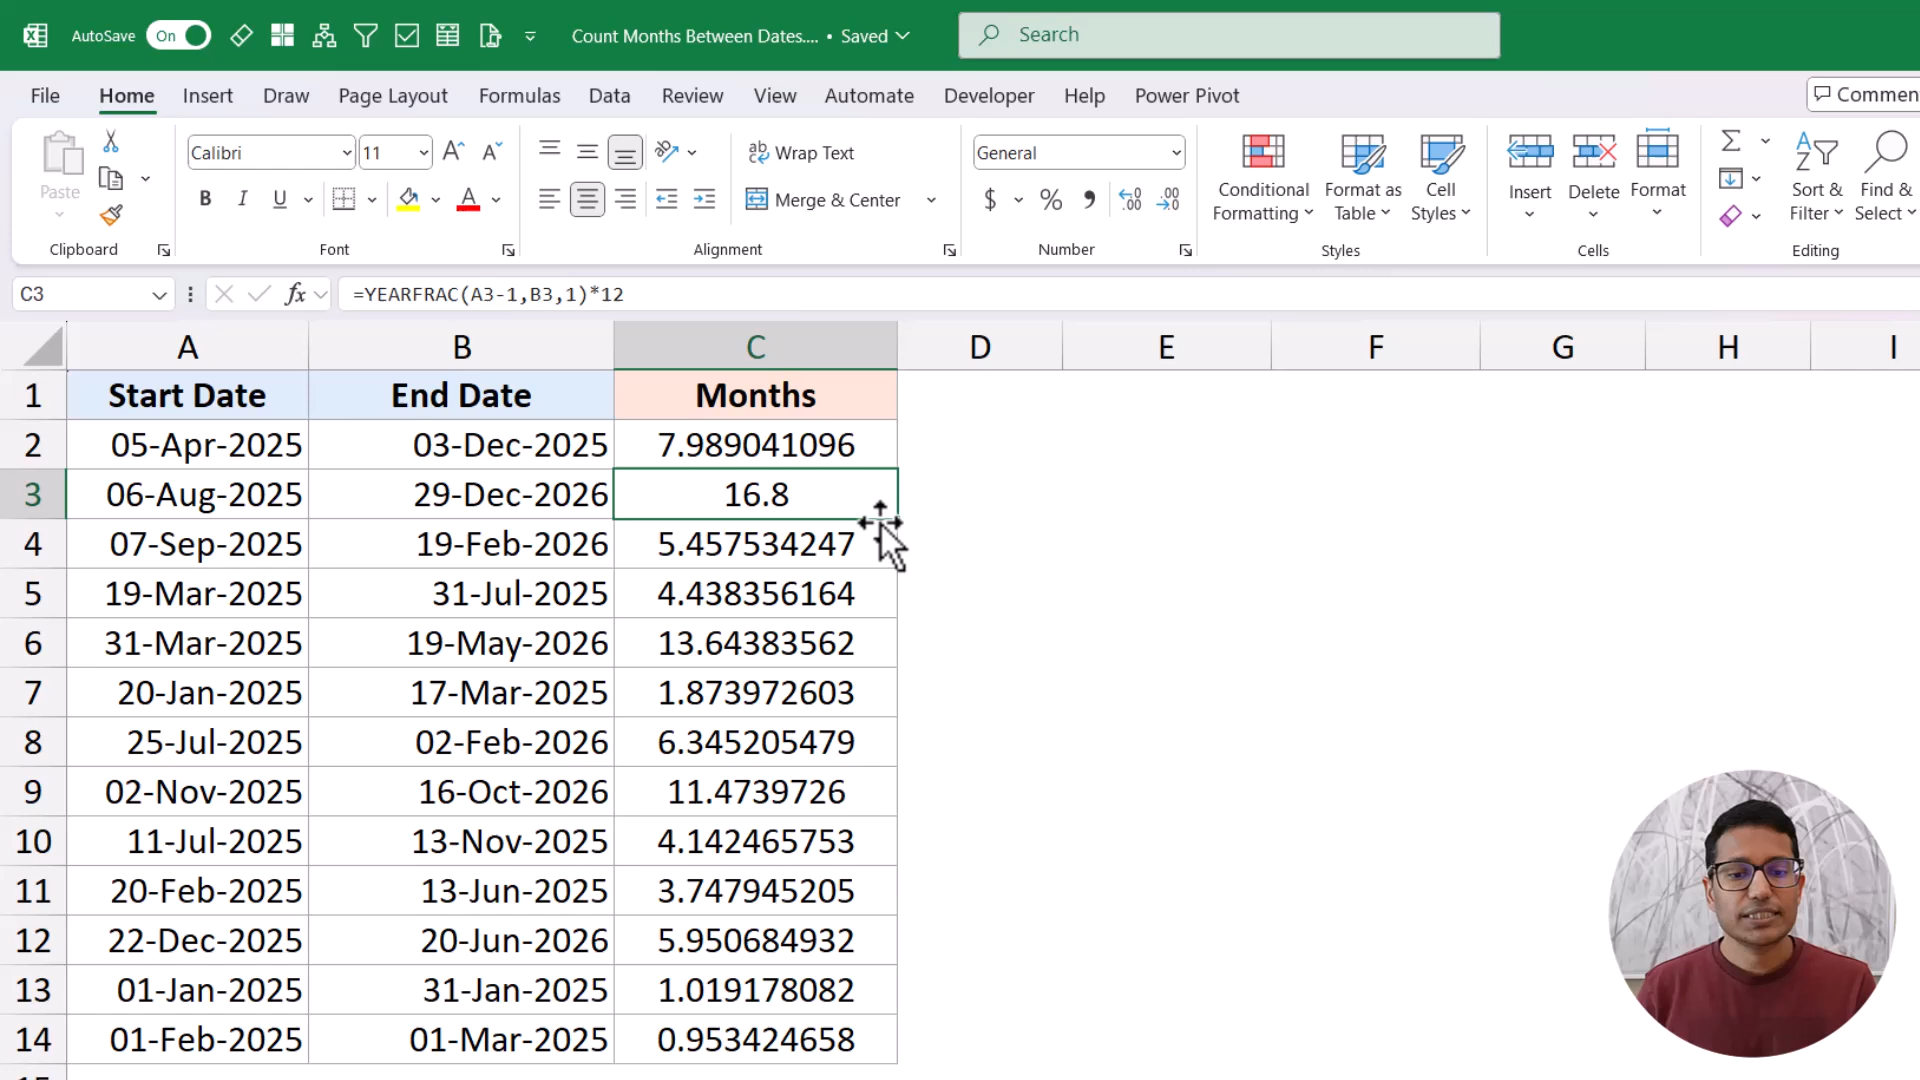 AutoSave On Count Months Between Dates.... • Saved Search
File Home Insert Draw Page Layout Formulas Data Review View Automate Developer Help Power Pivot Commen
Paste Calibri 11 Wrap Text General Conditional Formatting Format as Table Cell Styles Insert Delete Format Sort & Filter Find & Select
B I U A Merge & Center $ %
Clipboard Font Alignment Number Styles Cells Editing
C3 fx =YEARFRAC(A3-1,B3,1)*12
A B C D E F G H I
1 Start Date End Date Months
2 05-Apr-2025 03-Dec-2025 7.989041096
3 06-Aug-2025 29-Dec-2026 16.8
4 07-Sep-2025 19-Feb-2026 5.457534247
5 19-Mar-2025 31-Jul-2025 4.438356164
6 31-Mar-2025 19-May-2026 13.64383562
7 20-Jan-2025 17-Mar-2025 1.873972603
8 25-Jul-2025 02-Feb-2026 6.345205479
9 02-Nov-2025 16-Oct-2026 11.4739726
10 11-Jul-2025 13-Nov-2025 4.142465753
11 20-Feb-2025 13-Jun-2025 3.747945205
12 22-Dec-2025 20-Jun-2026 5.950684932
13 01-Jan-2025 31-Jan-2025 1.019178082
14 01-Feb-2025 01-Mar-2025 0.953424658